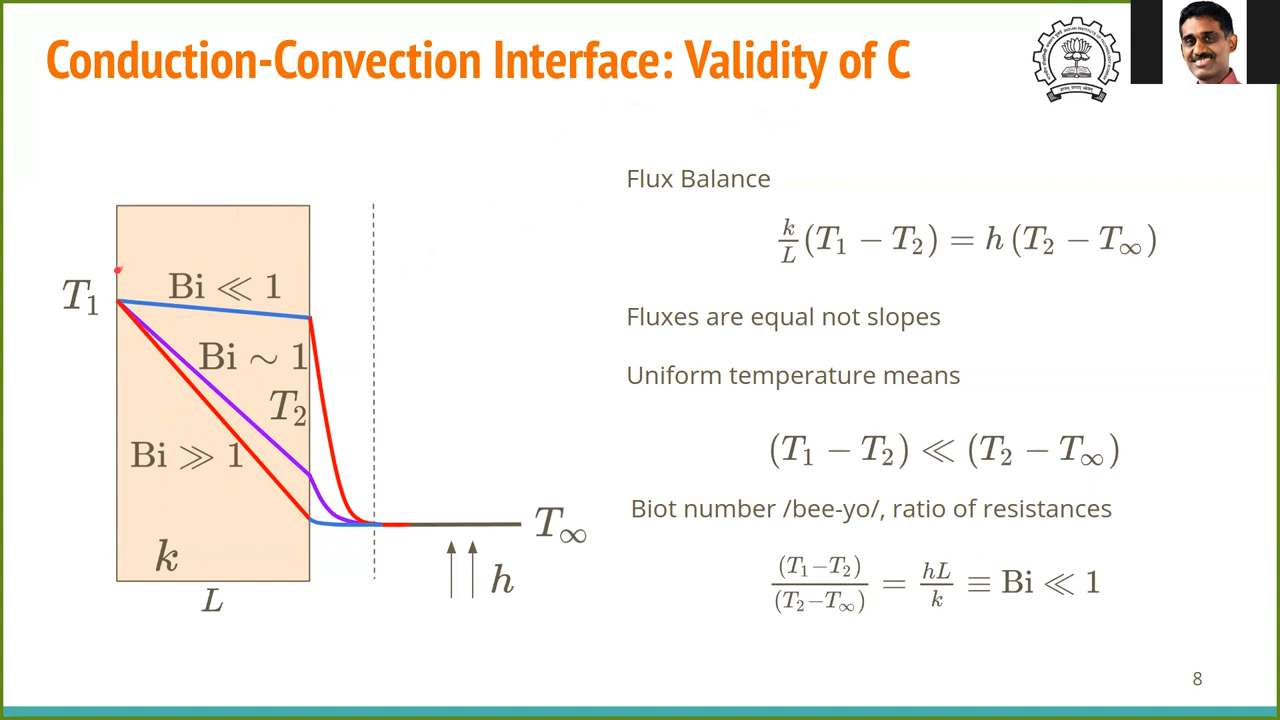 Conduction-Convection Interface: Validity of C
Flux Balance
k/L (T₁ − T₂) = h (T₂ − T∞)
Fluxes are equal not slopes
Uniform temperature means
(T₁ − T₂) ≪ (T₂ − T∞)
Biot number /bee-yo/, ratio of resistances
(T₁−T₂)/(T₂−T∞) = hL/k ≡ Bi ≪ 1
T₁
Bi ≪ 1
Bi ∼ 1
T₂
Bi ≫ 1
k
L
T∞
h
8